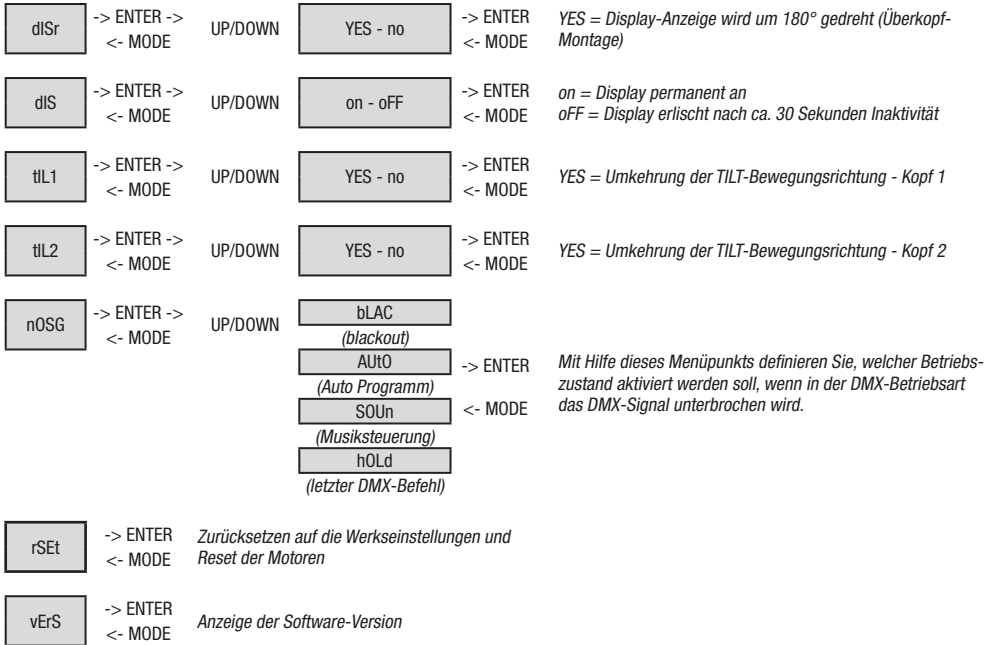 dISr -> ENTER -> UP/DOWN YES - no -> ENTER YES = Display-Anzeige wird um 180° gedreht (Überkopf-
<- MODE <- MODE Montage)
dIS -> ENTER -> UP/DOWN on - oFF -> ENTER on = Display permanent an
<- MODE <- MODE oFF = Display erlischt nach ca. 30 Sekunden Inaktivität
tIL1 -> ENTER -> UP/DOWN YES - no -> ENTER YES = Umkehrung der TILT-Bewegungsrichtung - Kopf 1
<- MODE <- MODE
tIL2 -> ENTER -> UP/DOWN YES - no -> ENTER YES = Umkehrung der TILT-Bewegungsrichtung - Kopf 2
<- MODE <- MODE
nOSG -> ENTER -> UP/DOWN bLAC
<- MODE (blackout)
AUtO -> ENTER Mit Hilfe dieses Menüpunkts definieren Sie, welcher Betriebs-
(Auto Programm) zustand aktiviert werden soll, wenn in der DMX-Betriebsart
SOUn <- MODE das DMX-Signal unterbrochen wird.
(Musiksteuerung)
hOLd
(letzter DMX-Befehl)
rSEt -> ENTER Zurücksetzen auf die Werkseinstellungen und
<- MODE Reset der Motoren
vErS -> ENTER Anzeige der Software-Version
<- MODE